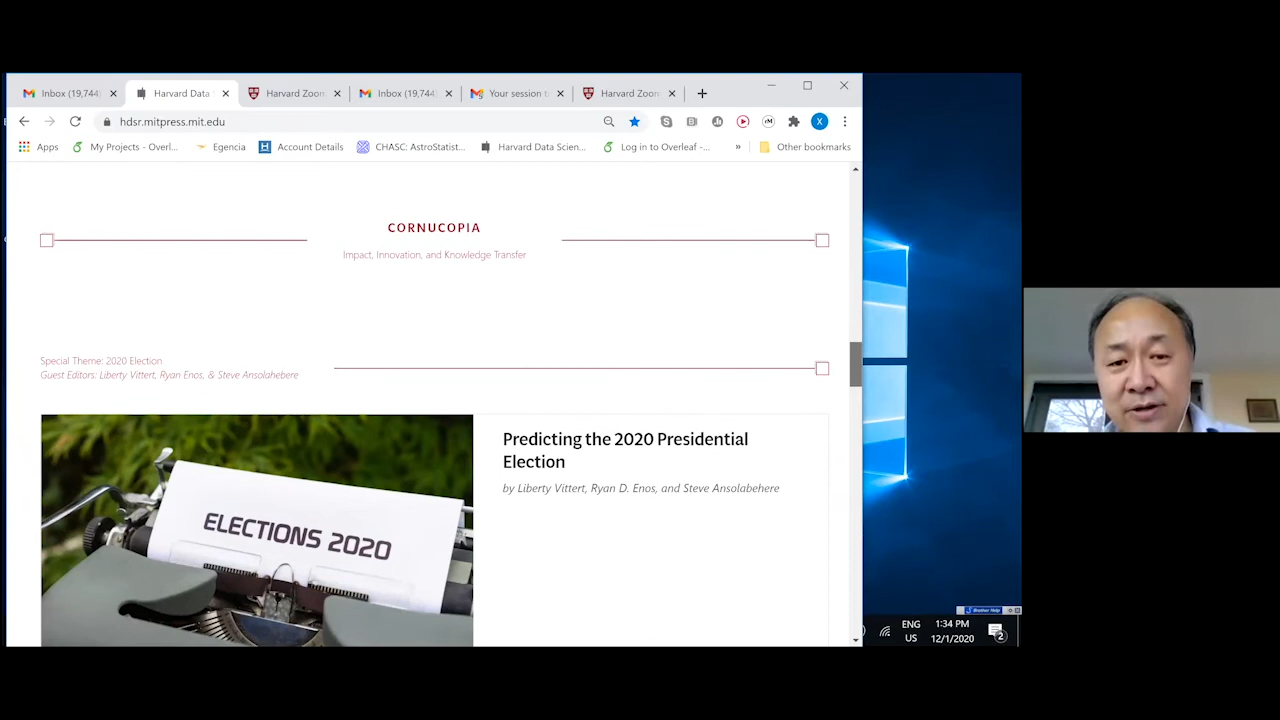 Inbox (19,744)
Harvard Data S
Harvard Zoom
Inbox (19,744)
Your session t
Harvard Zoom
hdsr.mitpress.mit.edu
X
Apps
My Projects - Overl...
Egencia
Account Details
CHASC: AstroStatist...
Harvard Data Scien...
Log in to Overleaf -...
»
Other bookmarks
CORNUCOPIA
Impact, Innovation, and Knowledge Transfer
Special Theme: 2020 Election
Guest Editors: Liberty Vittert, Ryan Enos, & Steve Ansolahebere
Predicting the 2020 Presidential
Election
by Liberty Vittert, Ryan D. Enos, and Steve Ansolabehere
ELECTIONS 2020
Brother Help
ENG
US
1:34 PM
12/1/2020
2